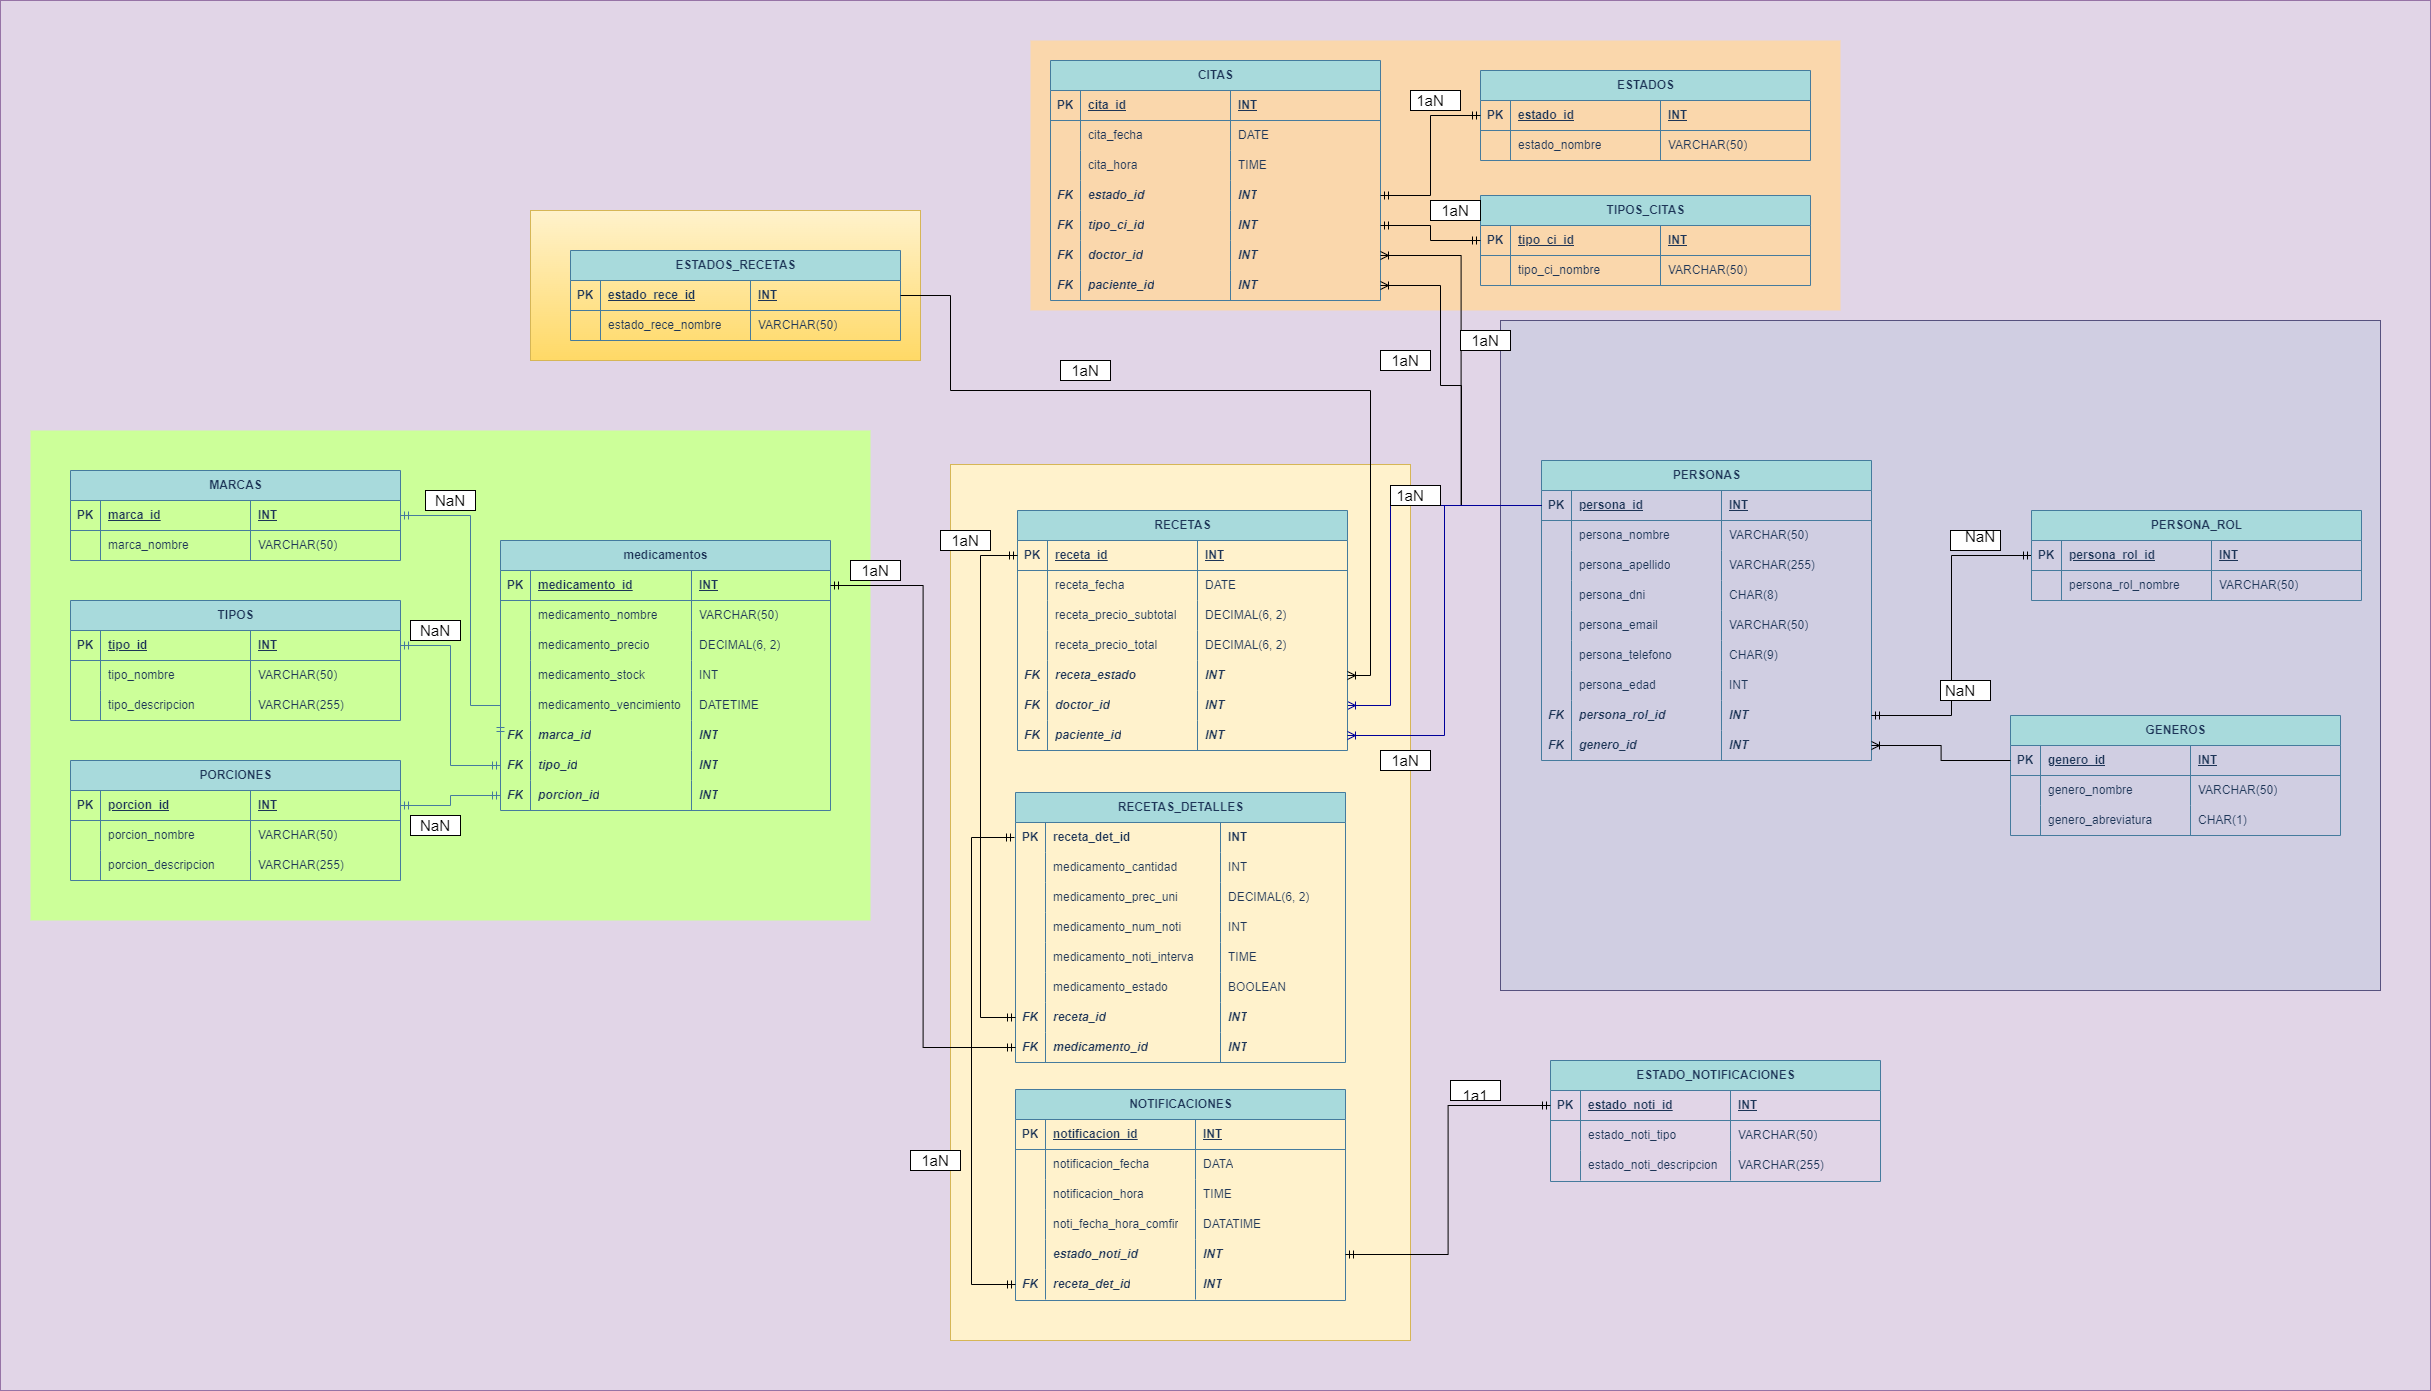 CITAS
PK cita_id INT
cita_fecha DATE
cita_hora TIME
FK estado_id INT
FK tipo_ci_id INT
FK doctor_id INT
FK paciente_id INT
1aN
ESTADOS
PK estado_id INT
estado_nombre VARCHAR(50)
1aN
TIPOS_CITAS
PK tipo_ci_id INT
tipo_ci_nombre VARCHAR(50)
ESTADOS_RECETAS
PK estado_rece_id INT
estado_rece_nombre VARCHAR(50)
1aN
1aN
1aN
MARCAS
PK marca_id INT
marca_nombre VARCHAR(50)
NaN
TIPOS
PK tipo_id INT
tipo_nombre VARCHAR(50)
tipo_descripcion VARCHAR(255)
NaN
PORCIONES
PK porcion_id INT
porcion_nombre VARCHAR(50)
porcion_descripcion VARCHAR(255)
NaN
medicamentos
PK medicamento_id INT
medicamento_nombre VARCHAR(50)
medicamento_precio DECIMAL(6, 2)
medicamento_stock INT
medicamento_vencimiento DATETIME
FK marca_id INT
FK tipo_id INT
FK porcion_id INT
1aN
1aN
1aN
RECETAS
PK receta_id INT
receta_fecha DATE
receta_precio_subtotal DECIMAL(6, 2)
receta_precio_total DECIMAL(6, 2)
FK receta_estado INT
FK doctor_id INT
FK paciente_id INT
1aN
RECETAS_DETALLES
PK receta_det_id INT
medicamento_cantidad INT
medicamento_prec_uni DECIMAL(6, 2)
medicamento_num_noti INT
medicamento_noti_interva TIME
medicamento_estado BOOLEAN
FK receta_id INT
FK medicamento_id INT
NOTIFICACIONES
PK notificacion_id INT
notificacion_fecha DATA
notificacion_hora TIME
noti_fecha_hora_comfir DATATIME
estado_noti_id INT
FK receta_det_id INT
1aN
PERSONAS
PK persona_id INT
persona_nombre VARCHAR(50)
persona_apellido VARCHAR(255)
persona_dni CHAR(8)
persona_email VARCHAR(50)
persona_telefono CHAR(9)
persona_edad INT
FK persona_rol_id INT
FK genero_id INT
NaN
PERSONA_ROL
PK persona_rol_id INT
persona_rol_nombre VARCHAR(50)
NaN
GENEROS
PK genero_id INT
genero_nombre VARCHAR(50)
genero_abreviatura CHAR(1)
1a1
ESTADO_NOTIFICACIONES
PK estado_noti_id INT
estado_noti_tipo VARCHAR(50)
estado_noti_descripcion VARCHAR(255)